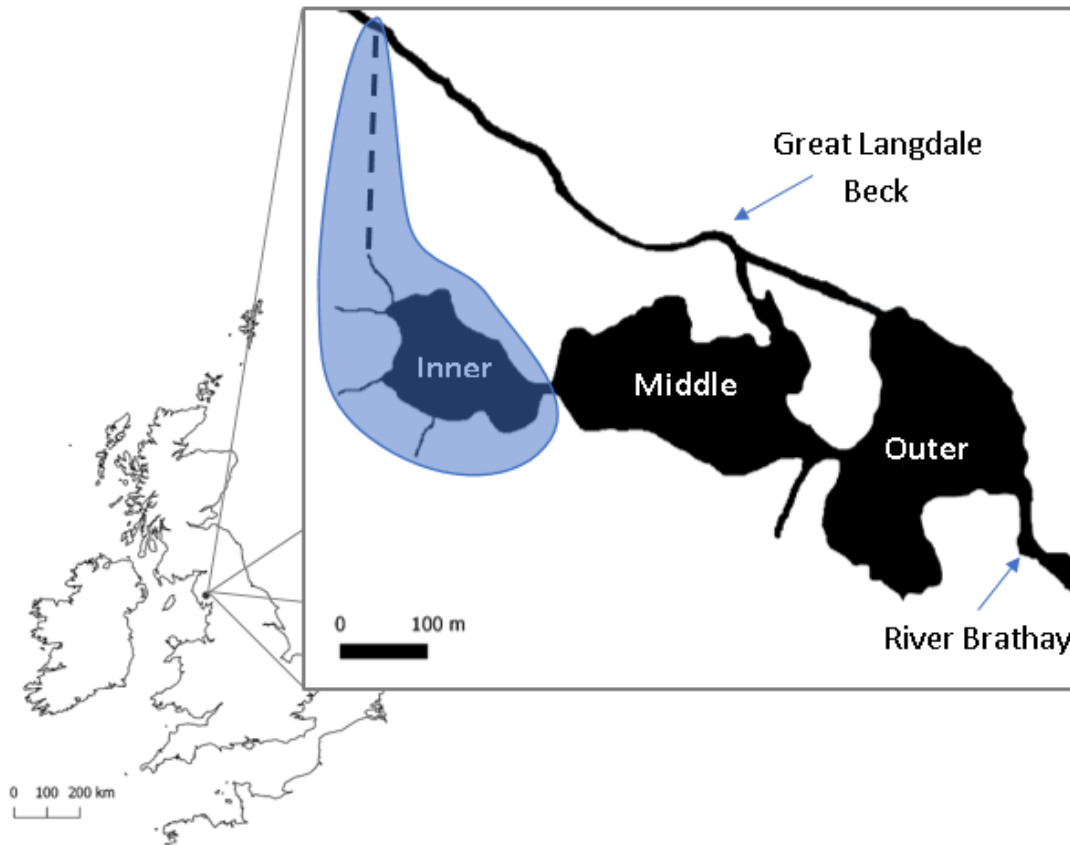 Great Langdale
Beck
Inner
Middle
Outer
0 100 m
River Brathay
0 100 200 km